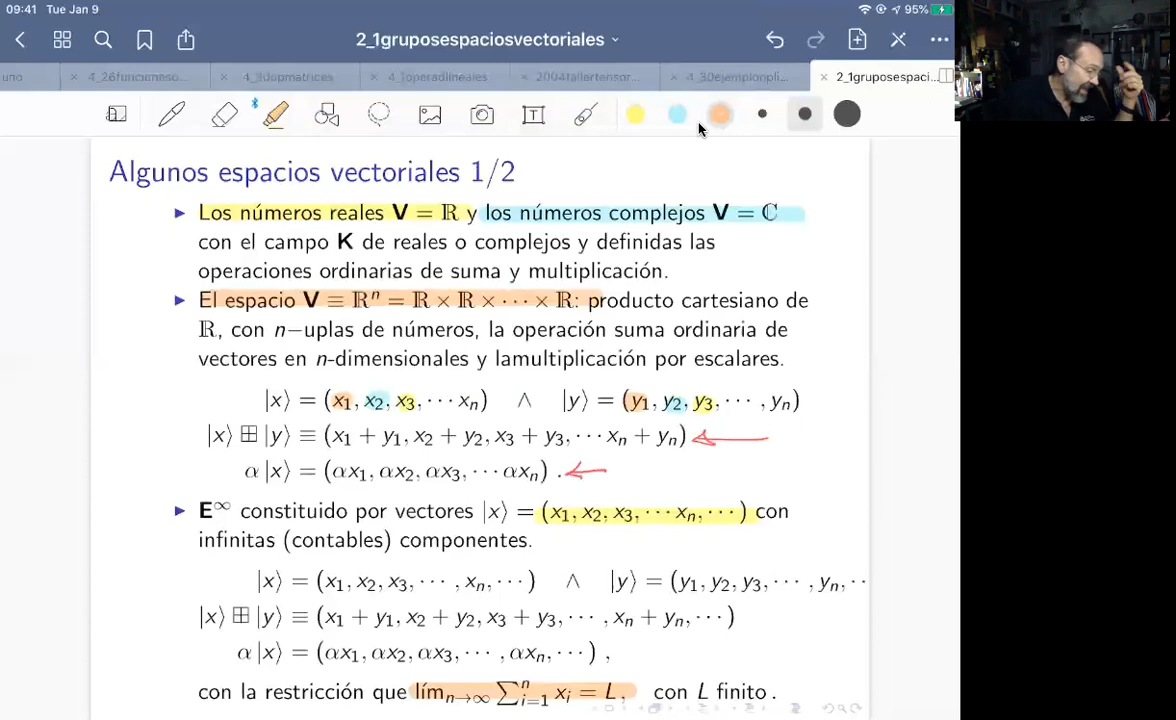 09:41 Tue Jan 9
95%
2_1gruposespaciosvectoriales
uno
4_1operadlineales
2004tallertensor...
2_1gruposespaci...
Algunos espacios vectoriales 1/2
▶ Los números reales V = ℝ y los números complejos V = ℂ
con el campo K de reales o complejos y definidas las
operaciones ordinarias de suma y multiplicación.
▶ El espacio V ≡ ℝⁿ = ℝ × ℝ × ⋯ × ℝ: producto cartesiano de
ℝ, con n−uplas de números, la operación suma ordinaria de
vectores en n-dimensionales y lamultiplicación por escalares.
|x⟩ = (x₁, x₂, x₃, ⋯ xₙ) ∧ |y⟩ = (y₁, y₂, y₃, ⋯ , yₙ)
|x⟩ ⊞ |y⟩ ≡ (x₁ + y₁, x₂ + y₂, x₃ + y₃, ⋯ xₙ + yₙ)
α |x⟩ = (αx₁, αx₂, αx₃, ⋯ αxₙ) .
▶ E^∞ constituido por vectores |x⟩ = (x₁, x₂, x₃, ⋯ xₙ, ⋯) con
infinitas (contables) componentes.
|x⟩ = (x₁, x₂, x₃, ⋯ , xₙ, ⋯) ∧ |y⟩ = (y₁, y₂, y₃, ⋯ , yₙ, ⋯
|x⟩ ⊞ |y⟩ ≡ (x₁ + y₁, x₂ + y₂, x₃ + y₃, ⋯ , xₙ + yₙ, ⋯)
α |x⟩ = (αx₁, αx₂, αx₃, ⋯ , αxₙ, ⋯) ,
con la restricción que lím_{n→∞} ∑_{i=1}^{n} x_i = L, con L finito .